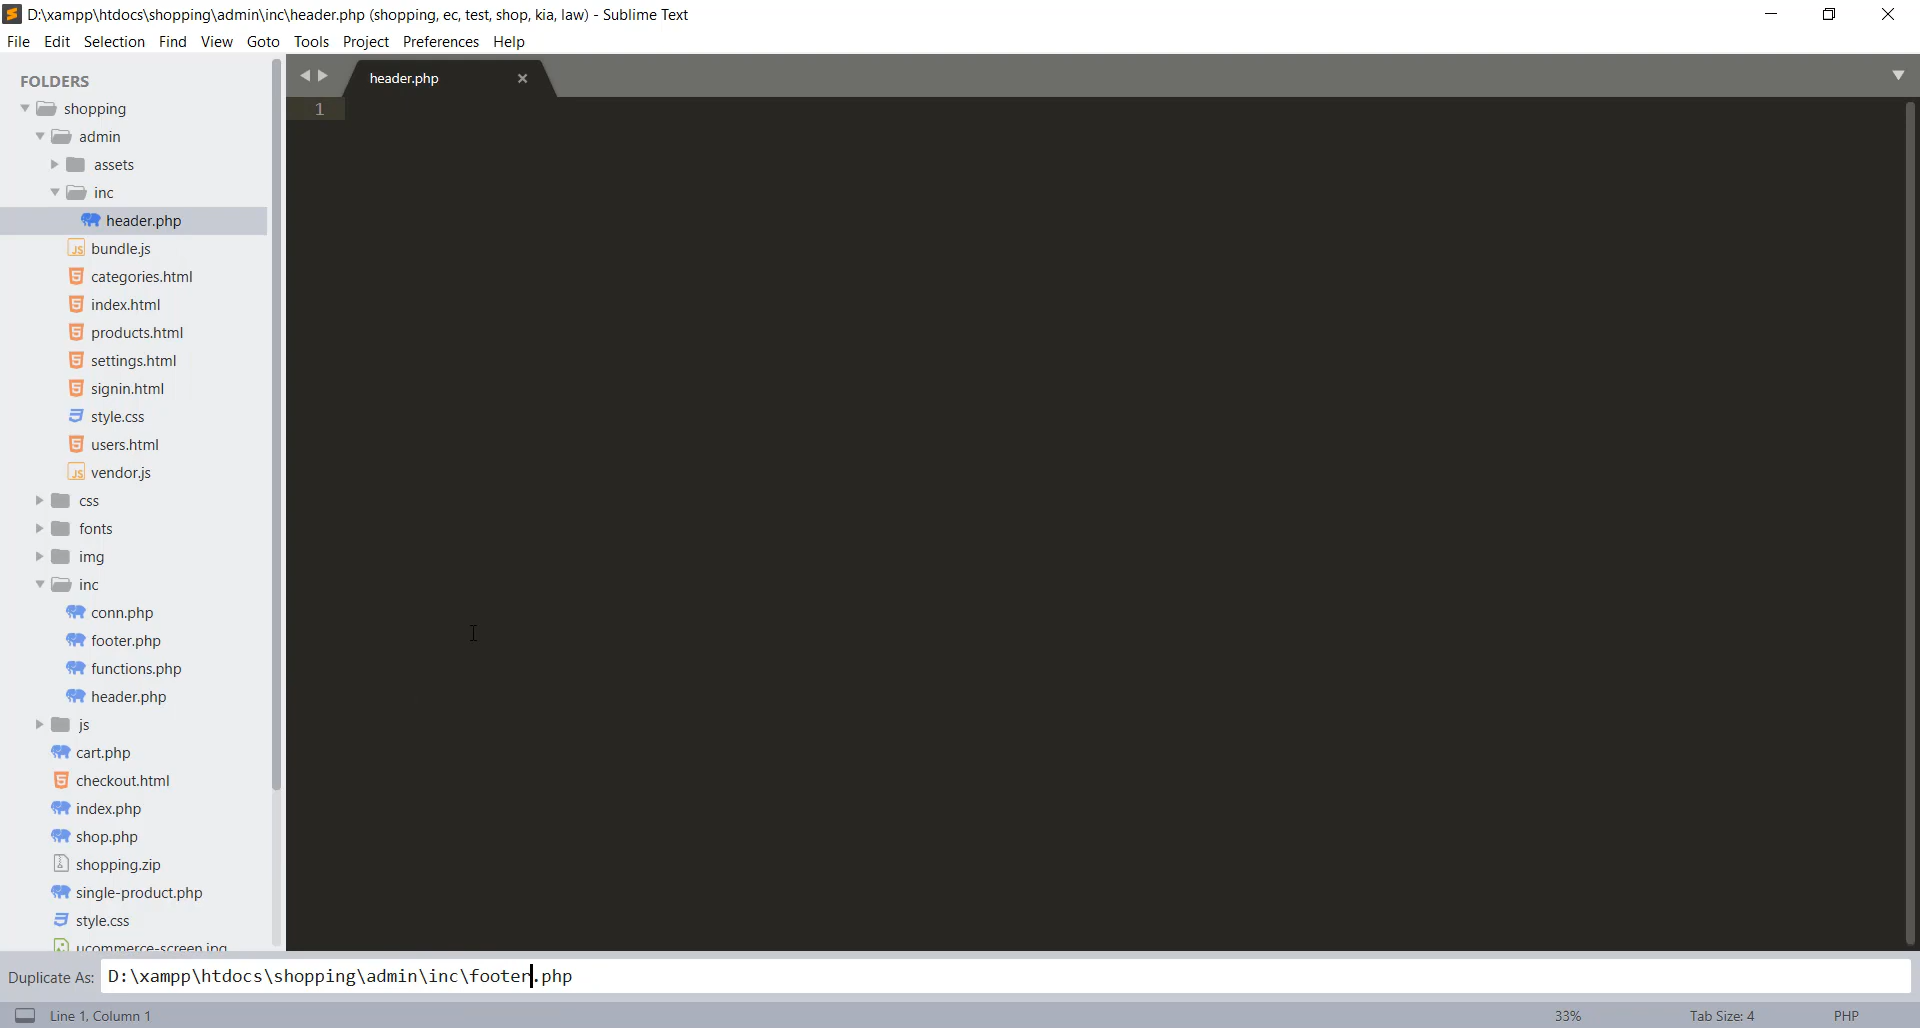 D:\xampp\htdocs\shopping\admin\inc\header.php (shopping, ec, test, shop, kia, law) - Sublime Text
File Edit Selection Find View Goto Tools Project Preferences Help
FOLDERS
shopping
admin
assets
inc
header.php
bundle.js
categories.html
index.html
products.html
settings.html
signin.html
style.css
users.html
vendor.js
css
fonts
img
inc
conn.php
footer.php
functions.php
header.php
js
cart.php
checkout.html
index.php
shop.php
shopping.zip
single-product.php
style.css
ucommerce-screen.jpg
header.php
1
Duplicate As: D:\xampp\htdocs\shopping\admin\inc\footer.php
Line 1, Column 1 33% Tab Size: 4 PHP